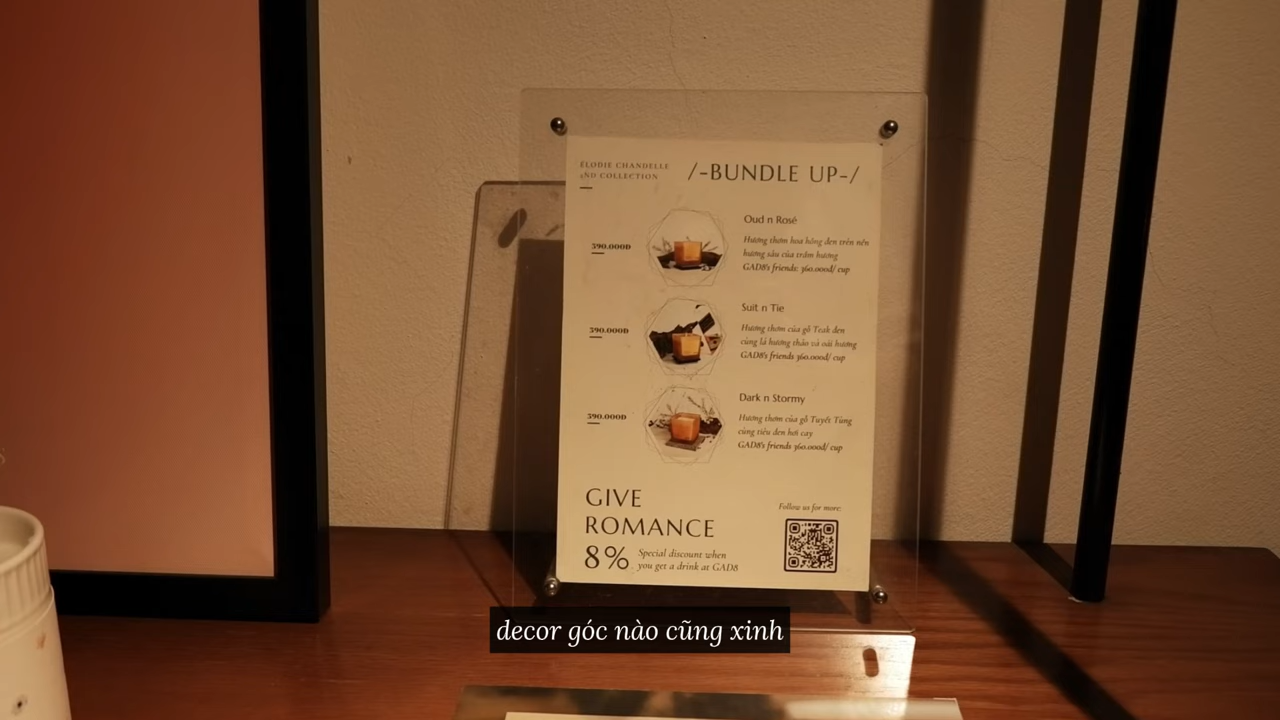 ÉLODIE CHANDELLE
2ND COLLECTION
/-BUNDLE UP-/
390.000Đ
Oud n Rosé
Hương thơm hoa hồng đen trên nền
hương sâu của trầm hương
GAD8's friends: 360.000đ/ cup
390.000Đ
Suit n Tie
Hương thơm của gỗ Teak đen
cùng lá hương thảo và oải hương
GAD8's friends 360.000đ/ cup
390.000Đ
Dark n Stormy
Hương thơm của gỗ Tuyết Tùng
cùng tiêu đen hơi cay
GAD8's friends 360.000đ/ cup
GIVE
ROMANCE
8% Special discount when
you get a drink at GAD8
Follow us for more:
decor góc nào cũng xinh